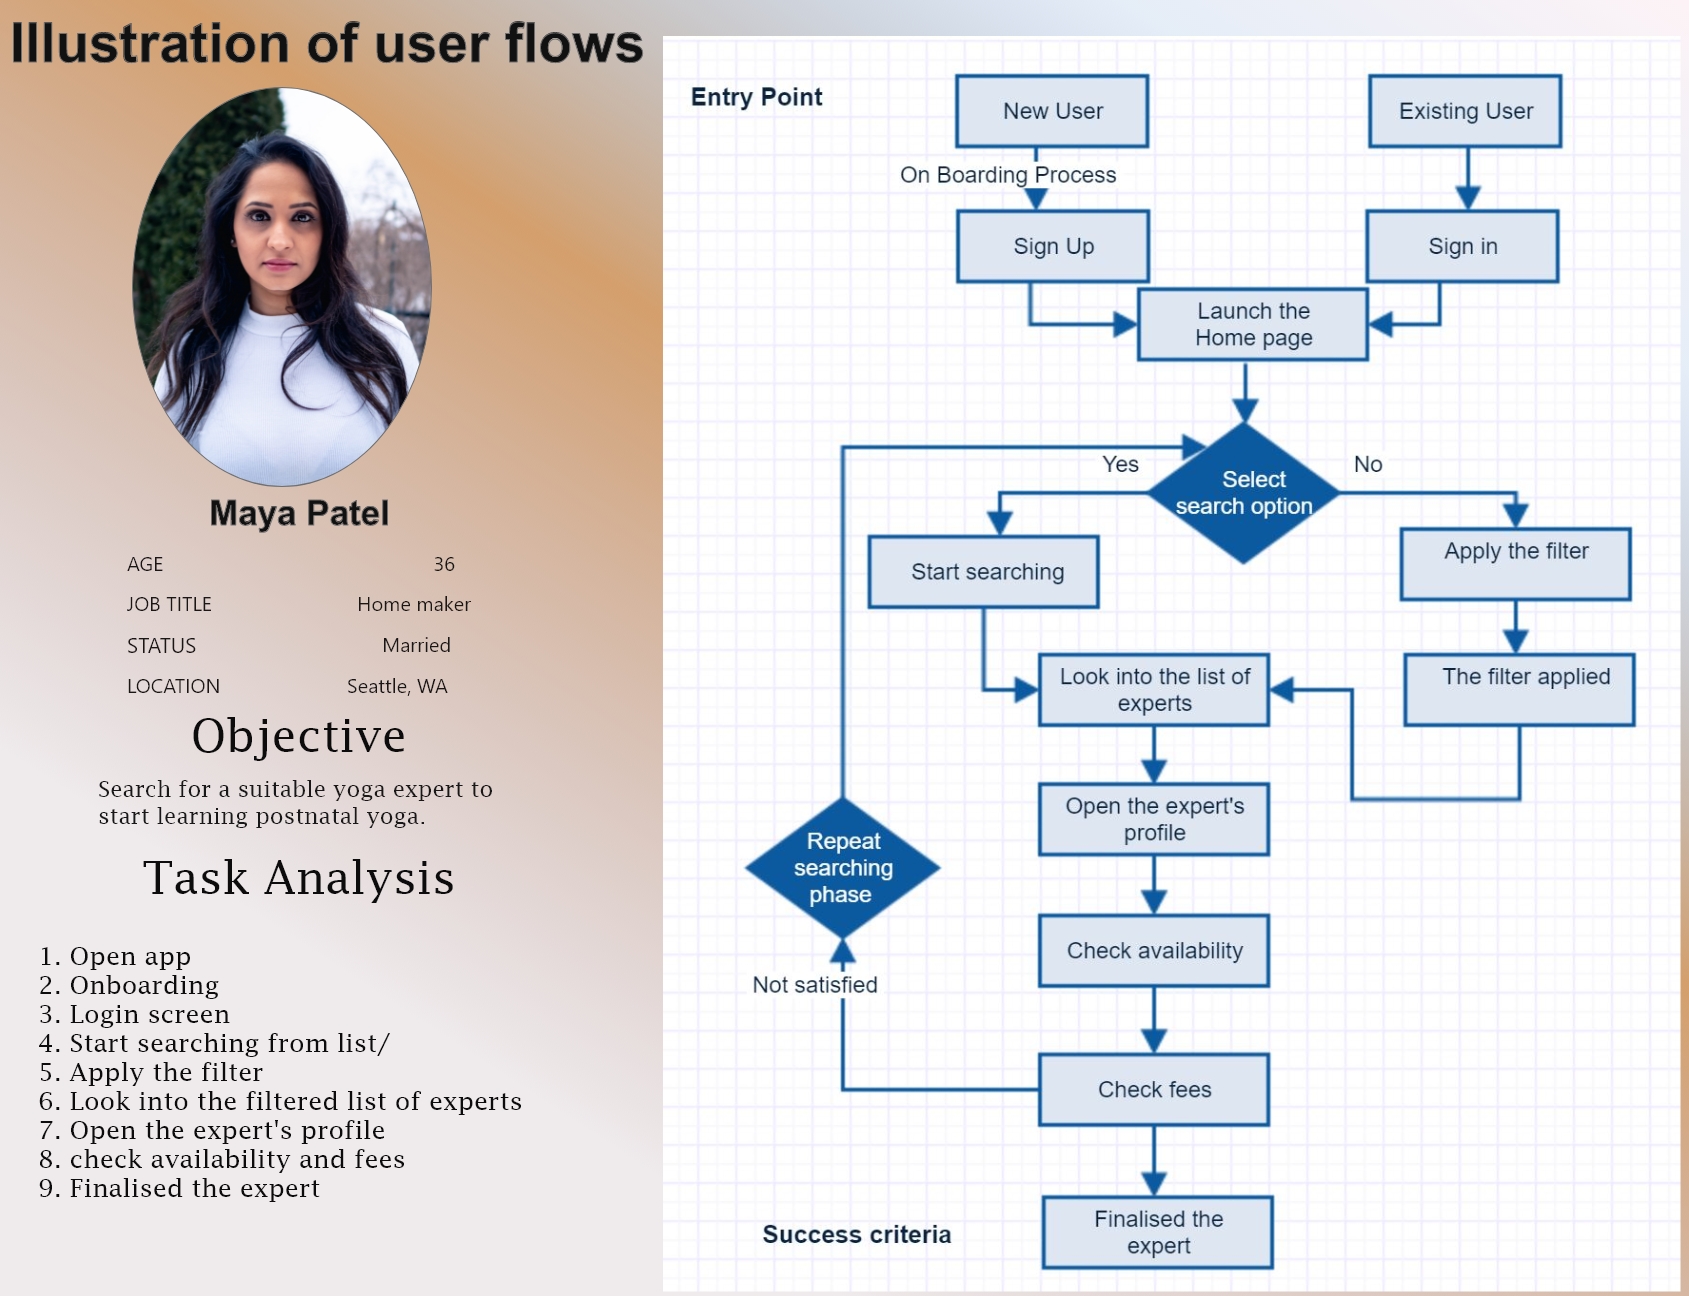 Illustration of user flows
Maya Patel
AGE 36
JOB TITLE Home maker
STATUS Married
LOCATION Seattle, WA
Objective
Search for a suitable yoga expert to
start learning postnatal yoga.
Task Analysis
1. Open app
2. Onboarding
3. Login screen
4. Start searching from list/
5. Apply the filter
6. Look into the filtered list of experts
7. Open the expert's profile
8. check availability and fees
9. Finalised the expert
Entry Point
New User
Existing User
On Boarding Process
Sign Up
Sign in
Launch the
Home page
Yes
No
Select
search option
Start searching
Apply the filter
Look into the list of
experts
The filter applied
Open the expert's
profile
Repeat
searching
phase
Check availability
Not satisfied
Check fees
Success criteria
Finalised the
expert